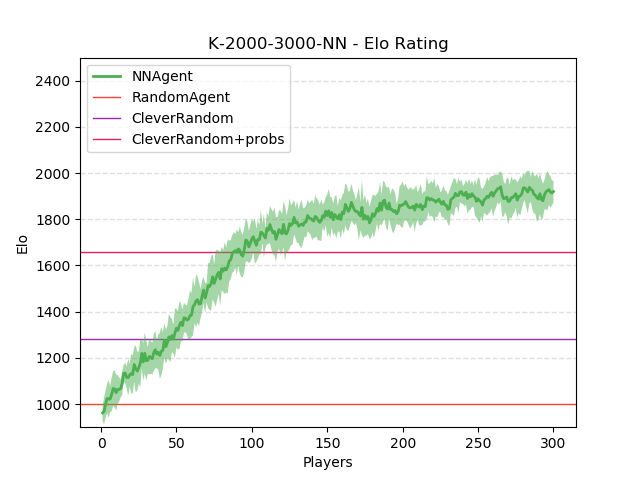 K-2000-3000-NN - Elo Rating
NNAgent
RandomAgent
CleverRandom
CleverRandom+probs
2400
2200
2000
1800
1600
1400
1200
1000
Elo
0 50 100 150 200 250 300
Players